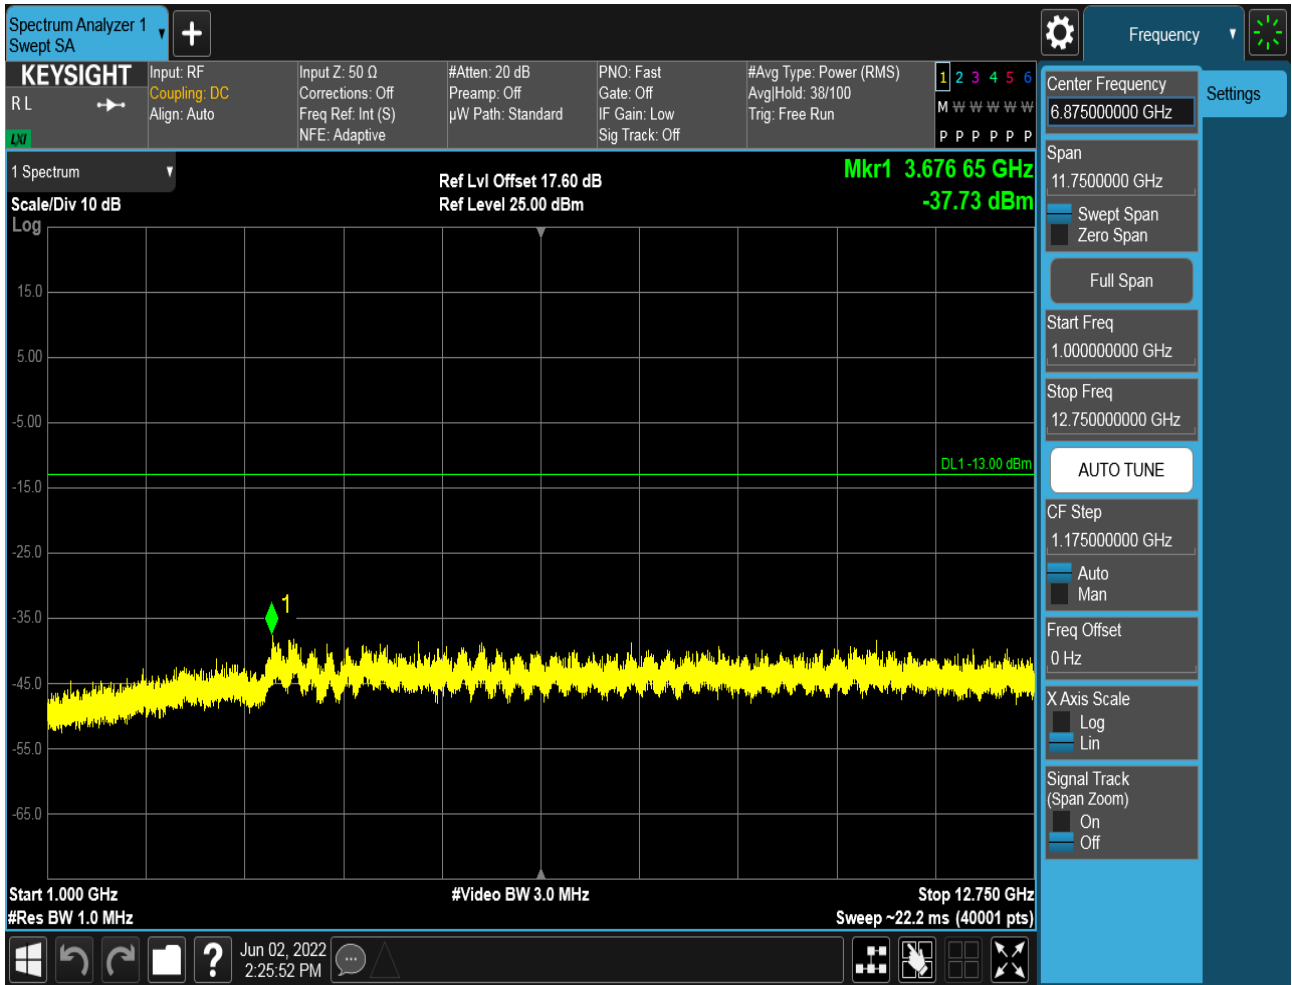 Spectrum Analyzer 1
Swept SA
Frequency
KEYSIGHT
R L
LXI
Input: RF
Coupling: DC
Align: Auto
Input Z: 50 Ω
Corrections: Off
Freq Ref: Int (S)
NFE: Adaptive
#Atten: 20 dB
Preamp: Off
µW Path: Standard
PNO: Fast
Gate: Off
IF Gain: Low
Sig Track: Off
#Avg Type: Power (RMS)
Avg|Hold: 38/100
Trig: Free Run
1 2 3 4 5 6
M W W W W W
P P P P P P
1 Spectrum
Scale/Div 10 dB
Log
Ref Lvl Offset 17.60 dB
Ref Level 25.00 dBm
Mkr1 3.676 65 GHz
-37.73 dBm
15.0
5.00
-5.00
DL1 -13.00 dBm
-15.0
-25.0
1
-35.0
-45.0
-55.0
-65.0
Start 1.000 GHz
#Video BW 3.0 MHz
Stop 12.750 GHz
#Res BW 1.0 MHz
Sweep ~22.2 ms (40001 pts)
Jun 02, 2022
2:25:52 PM
Center Frequency
6.875000000 GHz
Settings
Span
11.7500000 GHz
Swept Span
Zero Span
Full Span
Start Freq
1.000000000 GHz
Stop Freq
12.750000000 GHz
AUTO TUNE
CF Step
1.175000000 GHz
Auto
Man
Freq Offset
0 Hz
X Axis Scale
Log
Lin
Signal Track
(Span Zoom)
On
Off